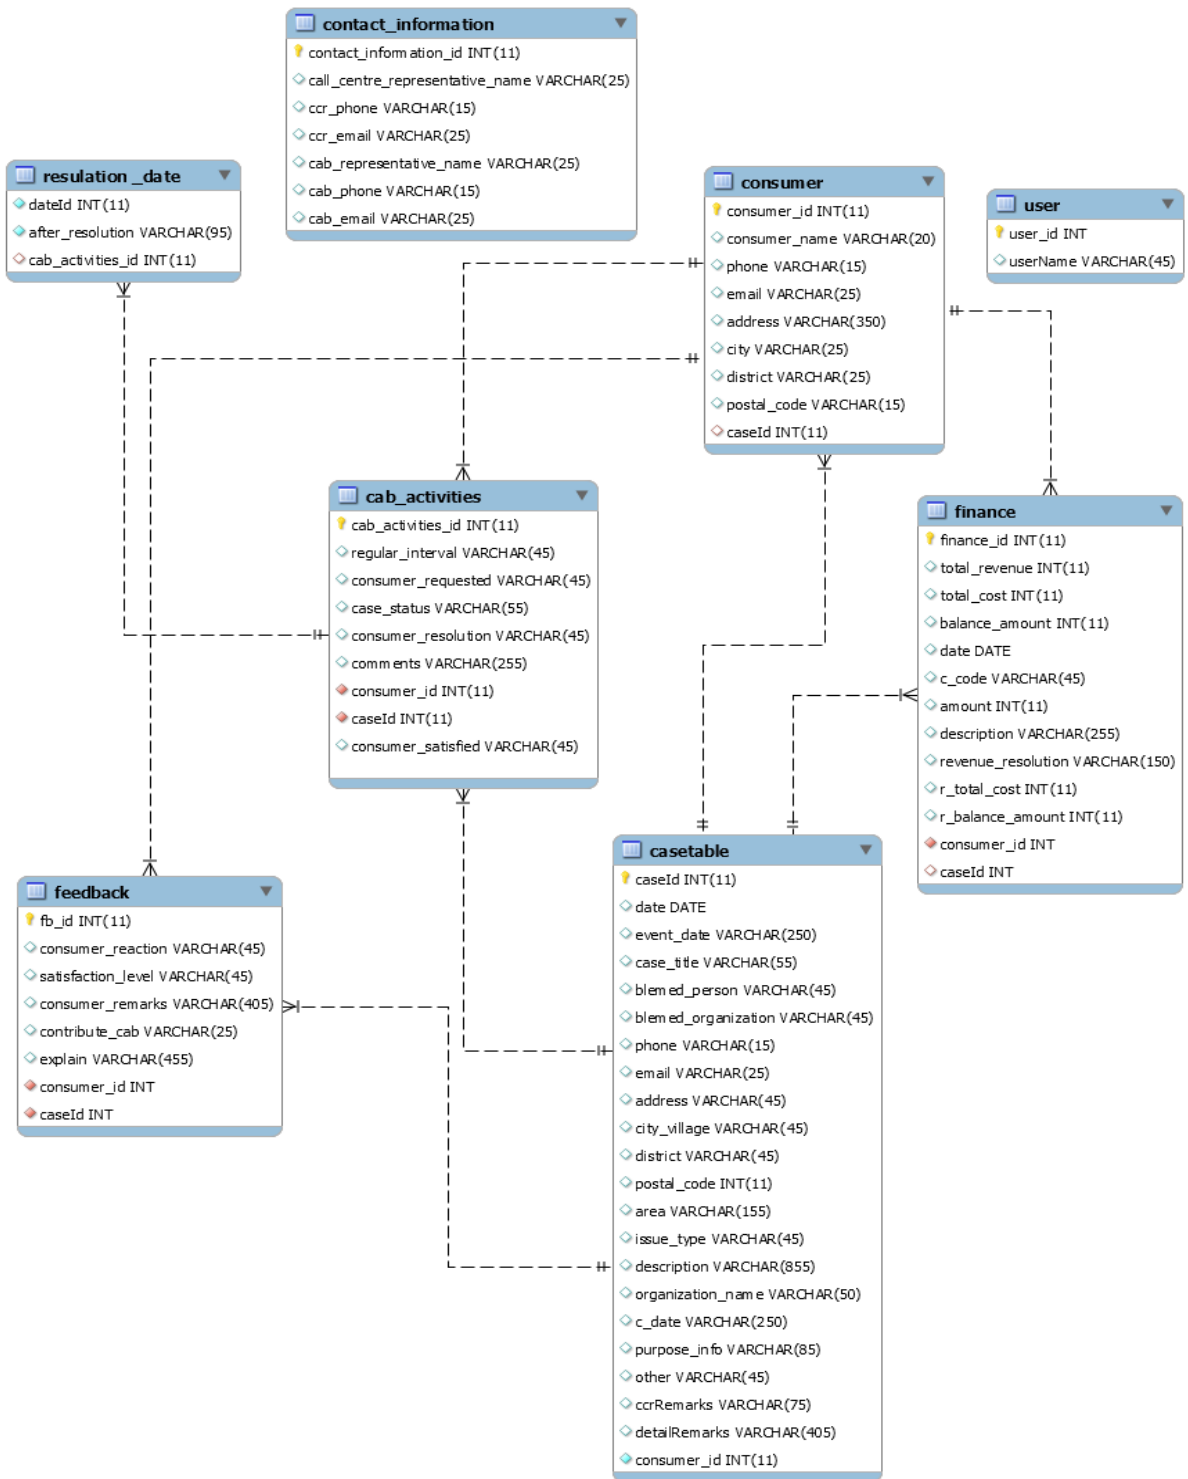 contact_information
contact_information_id INT(11)
call_centre_representative_name VARCHAR(25)
ccr_phone VARCHAR(15)
ccr_email VARCHAR(25)
cab_representative_name VARCHAR(25)
cab_phone VARCHAR(15)
cab_email VARCHAR(25)
resulation _date
dateId INT(11)
after_resolution VARCHAR(95)
cab_activities_id INT(11)
consumer
consumer_id INT(11)
consumer_name VARCHAR(20)
phone VARCHAR(15)
email VARCHAR(25)
address VARCHAR(350)
city VARCHAR(25)
district VARCHAR(25)
postal_code VARCHAR(15)
caseId INT(11)
user
user_id INT
userName VARCHAR(45)
cab_activities
cab_activities_id INT(11)
regular_interval VARCHAR(45)
consumer_requested VARCHAR(45)
case_status VARCHAR(55)
consumer_resolution VARCHAR(45)
comments VARCHAR(255)
consumer_id INT(11)
caseId INT(11)
consumer_satisfied VARCHAR(45)
finance
finance_id INT(11)
total_revenue INT(11)
total_cost INT(11)
balance_amount INT(11)
date DATE
c_code VARCHAR(45)
amount INT(11)
description VARCHAR(255)
revenue_resolution VARCHAR(150)
r_total_cost INT(11)
r_balance_amount INT(11)
consumer_id INT
caseId INT
feedback
fb_id INT(11)
consumer_reaction VARCHAR(45)
satisfaction_level VARCHAR(45)
consumer_remarks VARCHAR(405)
contribute_cab VARCHAR(25)
explain VARCHAR(455)
consumer_id INT
caseId INT
casetable
caseId INT(11)
date DATE
event_date VARCHAR(250)
case_title VARCHAR(55)
blemed_person VARCHAR(45)
blemed_organization VARCHAR(45)
phone VARCHAR(15)
email VARCHAR(25)
address VARCHAR(45)
city_village VARCHAR(45)
district VARCHAR(45)
postal_code INT(11)
area VARCHAR(155)
issue_type VARCHAR(45)
description VARCHAR(855)
organization_name VARCHAR(50)
c_date VARCHAR(250)
purpose_info VARCHAR(85)
other VARCHAR(45)
ccrRemarks VARCHAR(75)
detailRemarks VARCHAR(405)
consumer_id INT(11)